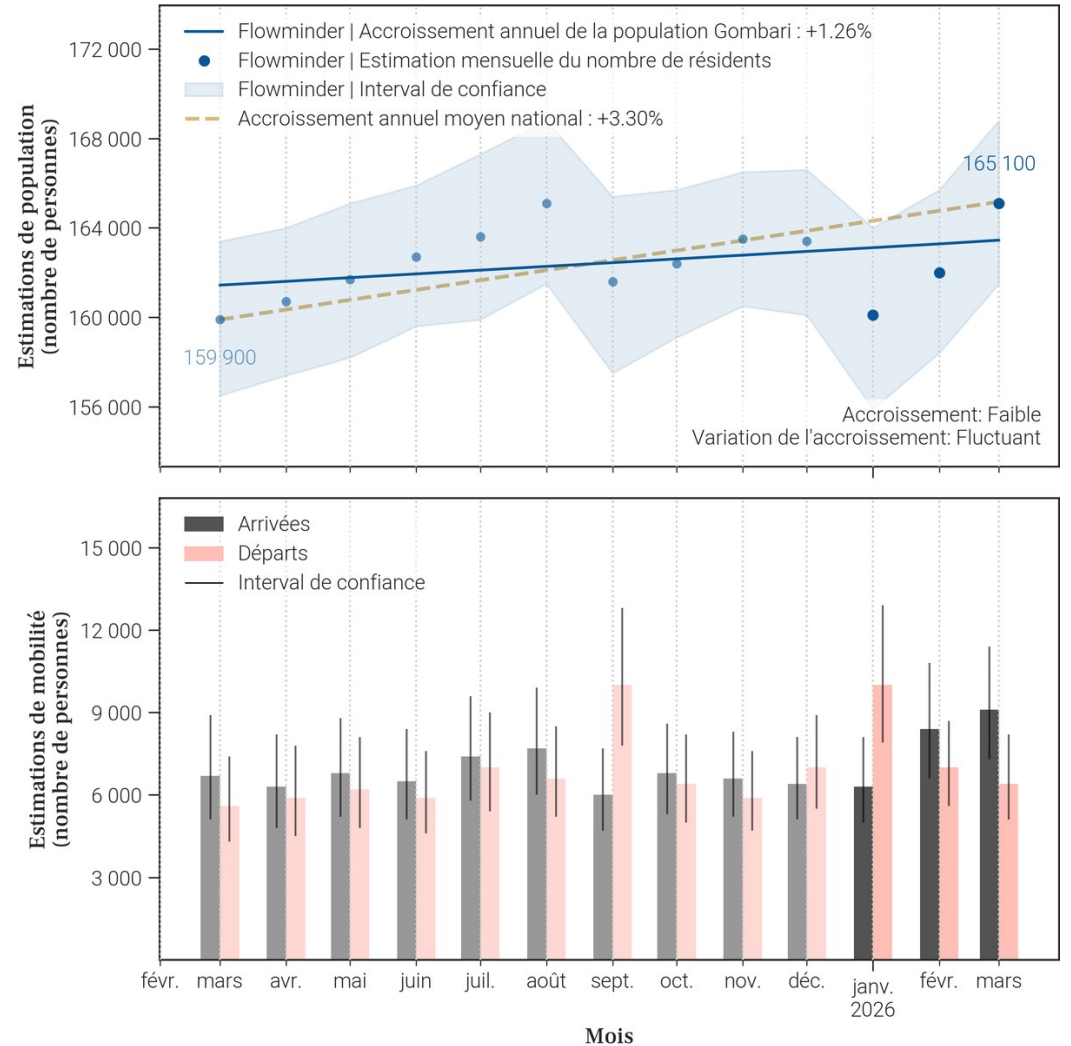 Flowminder | Accroissement annuel de la population Gombari : +1.26%
Flowminder | Estimation mensuelle du nombre de résidents
Flowminder | Interval de confiance
Accroissement annuel moyen national : +3.30%
Estimations de population
(nombre de personnes)
172 000
168 000
164 000
160 000
156 000
159 900
165 100
Accroissement: Faible
Variation de l'accroissement: Fluctuant
Arrivées
Départs
Interval de confiance
Estimations de mobilité
(nombre de personnes)
15 000
12 000
9 000
6 000
3 000
févr. mars avr. mai juin juil. août sept. oct. nov. déc. janv. févr. mars
2026
Mois